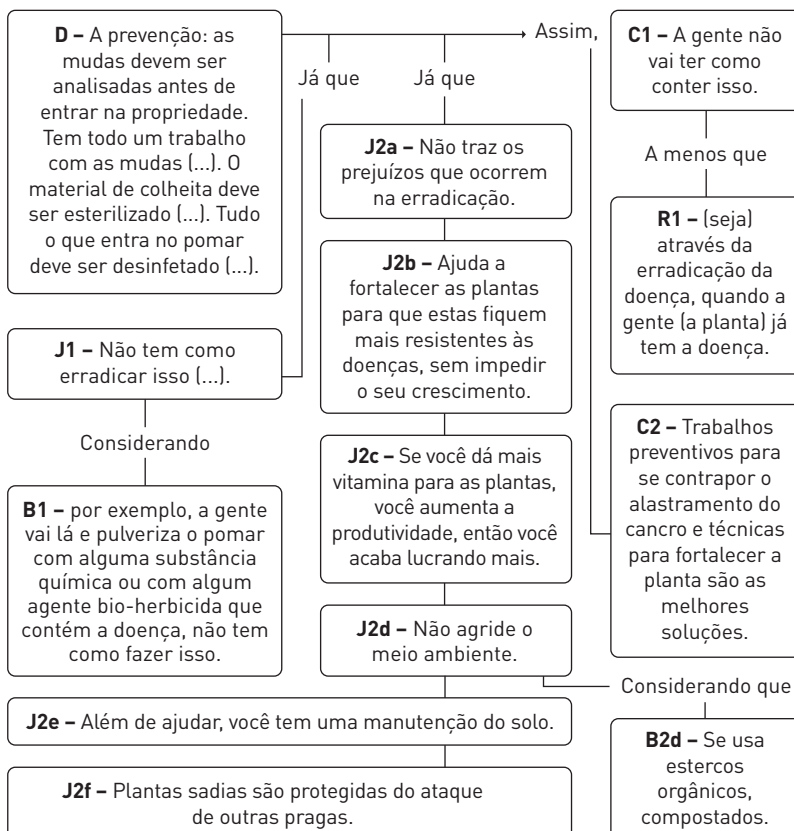 D – A prevenção: as
mudas devem ser
analisadas antes de
entrar na propriedade.
Tem todo um trabalho
com as mudas (...). O
material de colheita deve
ser esterilizado (...). Tudo
o que entra no pomar
deve ser desinfetado (...).
Já que
Já que
Assim,
J1 – Não tem como
erradicar isso (...).
Considerando
B1 – por exemplo, a gente
vai lá e pulveriza o pomar
com alguma substância
química ou com algum
agente bio-herbicida que
contém a doença, não tem
como fazer isso.
J2a – Não traz os
prejuízos que ocorrem
na erradicação.
J2b – Ajuda a
fortalecer as plantas
para que estas fiquem
mais resistentes às
doenças, sem impedir
o seu crescimento.
J2c – Se você dá mais
vitamina para as plantas,
você aumenta a
produtividade, então você
acaba lucrando mais.
J2d – Não agride o
meio ambiente.
J2e – Além de ajudar, você tem uma manutenção do solo.
J2f – Plantas sadias são protegidas do ataque
de outras pragas.
C1 – A gente não
vai ter como
conter isso.
A menos que
R1 – (seja)
através da
erradicação da
doença, quando a
gente (a planta) já
tem a doença.
C2 – Trabalhos
preventivos para
se contrapor o
alastramento do
cancro e técnicas
para fortalecer a
planta são as
melhores
soluções.
Considerando que
B2d – Se usa
estercos
orgânicos,
compostados.